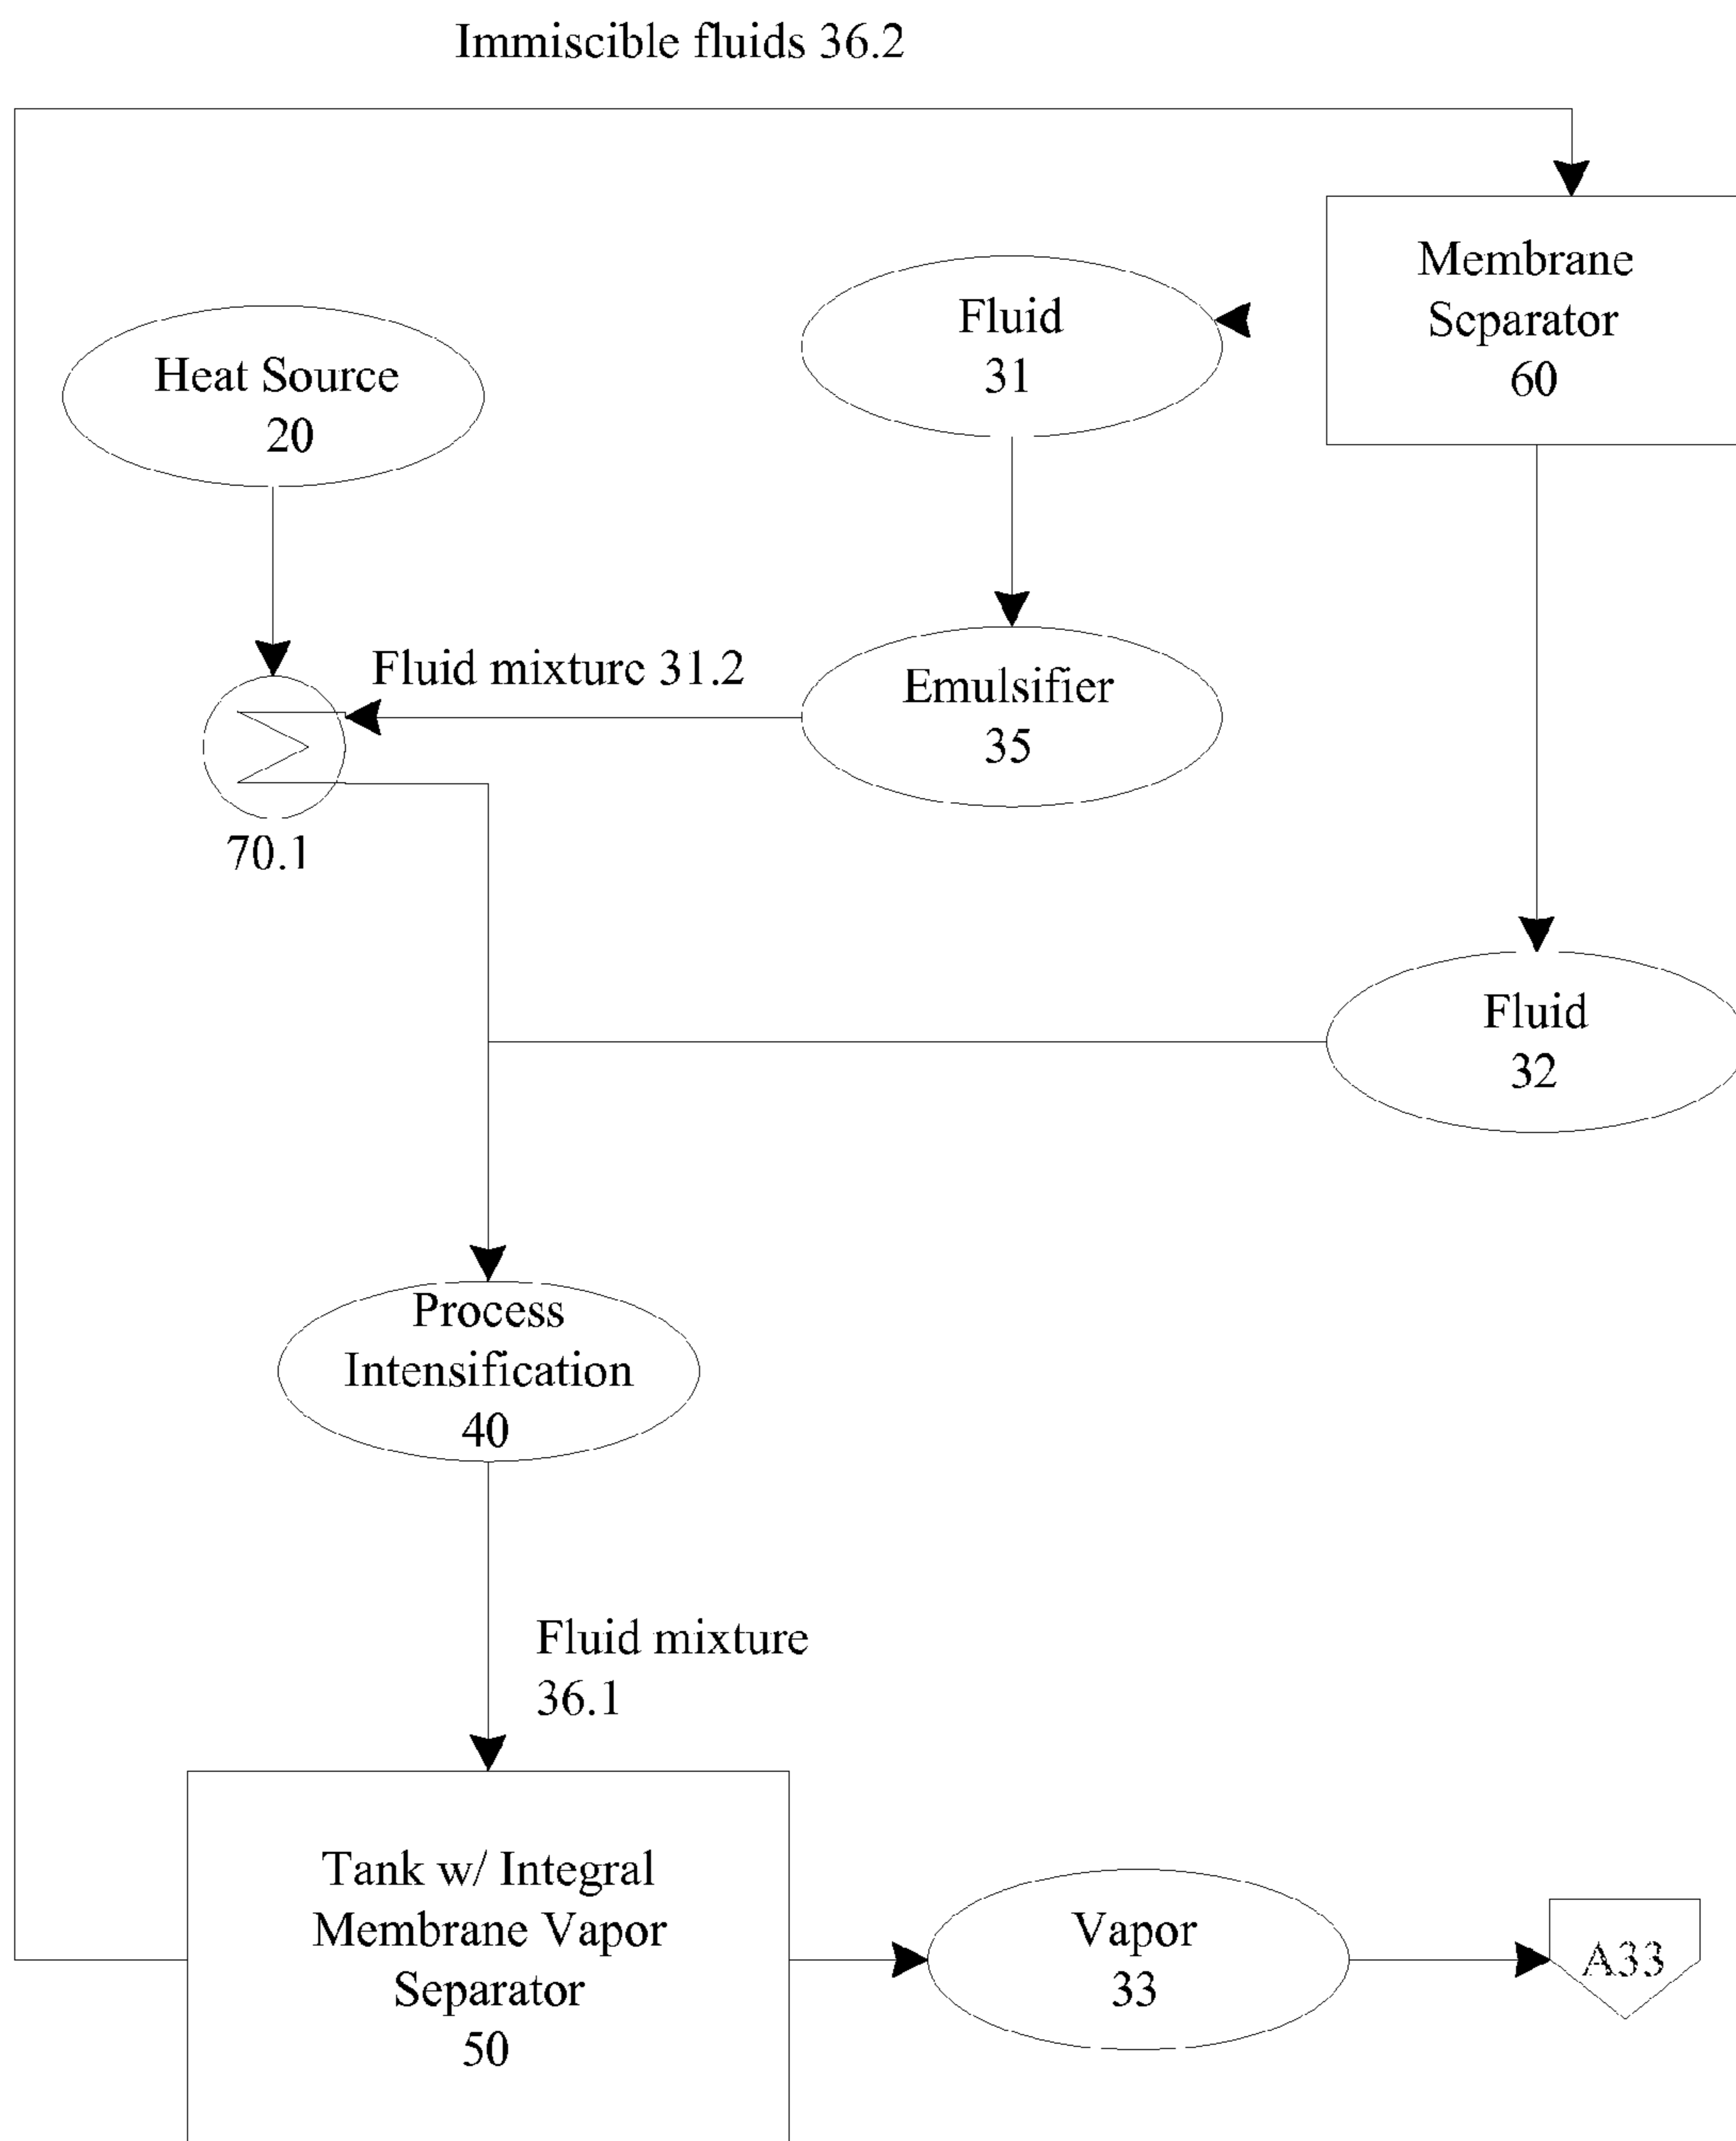 Immiscible fluids 36.2
Membrane
Separator
60
Fluid
31
Heat Source
20
Fluid mixture 31.2
Emulsifier
35
70.1
Fluid
32
Process
Intensification
40
Fluid mixture
36.1
Tank w/ Integral
Membrane Vapor
Separator
50
Vapor
33
A33